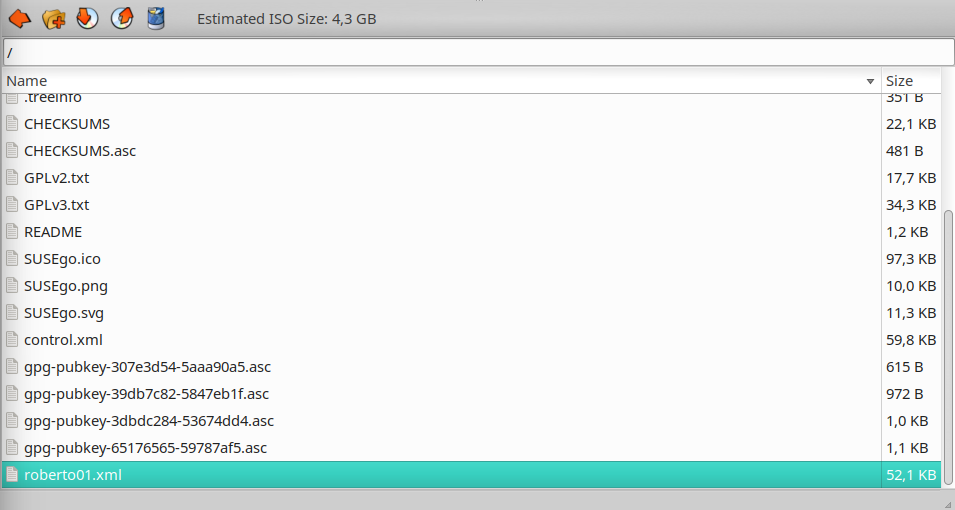 Estimated ISO Size: 4,3 GB
/
Name Size
.treeinfo 351 B
CHECKSUMS 22,1 KB
CHECKSUMS.asc 481 B
GPLv2.txt 17,7 KB
GPLv3.txt 34,3 KB
README 1,2 KB
SUSEgo.ico 97,3 KB
SUSEgo.png 10,0 KB
SUSEgo.svg 11,3 KB
control.xml 59,8 KB
gpg-pubkey-307e3d54-5aaa90a5.asc 615 B
gpg-pubkey-39db7c82-5847eb1f.asc 972 B
gpg-pubkey-3dbdc284-53674dd4.asc 1,0 KB
gpg-pubkey-65176565-59787af5.asc 1,1 KB
roberto01.xml 52,1 KB